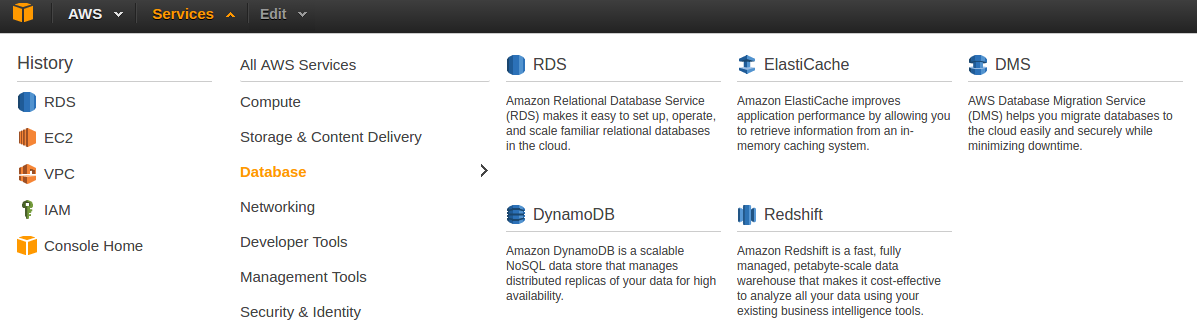 AWS Services Edit
History
RDS
EC2
VPC
IAM
Console Home
All AWS Services
Compute
Storage & Content Delivery
Database
Networking
Developer Tools
Management Tools
Security & Identity
RDS
Amazon Relational Database Service
(RDS) makes it easy to set up, operate,
and scale familiar relational databases
in the cloud.
ElastiCache
Amazon ElastiCache improves
application performance by allowing you
to retrieve information from an in-
memory caching system.
DMS
AWS Database Migration Service
(DMS) helps you migrate databases to
the cloud easily and securely while
minimizing downtime.
DynamoDB
Amazon DynamoDB is a scalable
NoSQL data store that manages
distributed replicas of your data for high
availability.
Redshift
Amazon Redshift is a fast, fully
managed, petabyte-scale data
warehouse that makes it cost-effective
to analyze all your data using your
existing business intelligence tools.